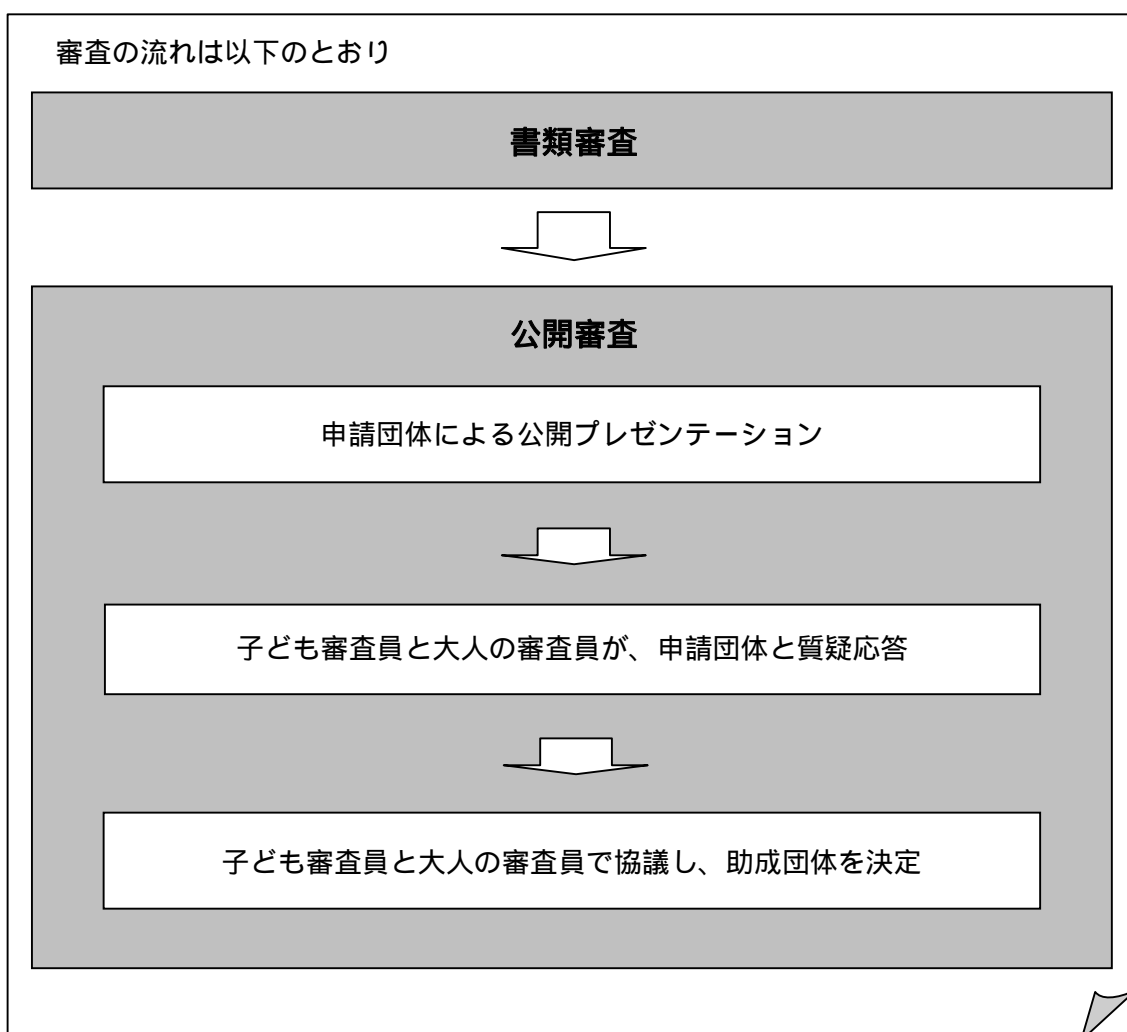 審査の流れは以下のとおり
書類審査
公開審査
申請団体による公開プレゼンテーション
子ども審査員と大人の審査員が、申請団体と質疑応答
子ども審査員と大人の審査員で協議し、助成団体を決定